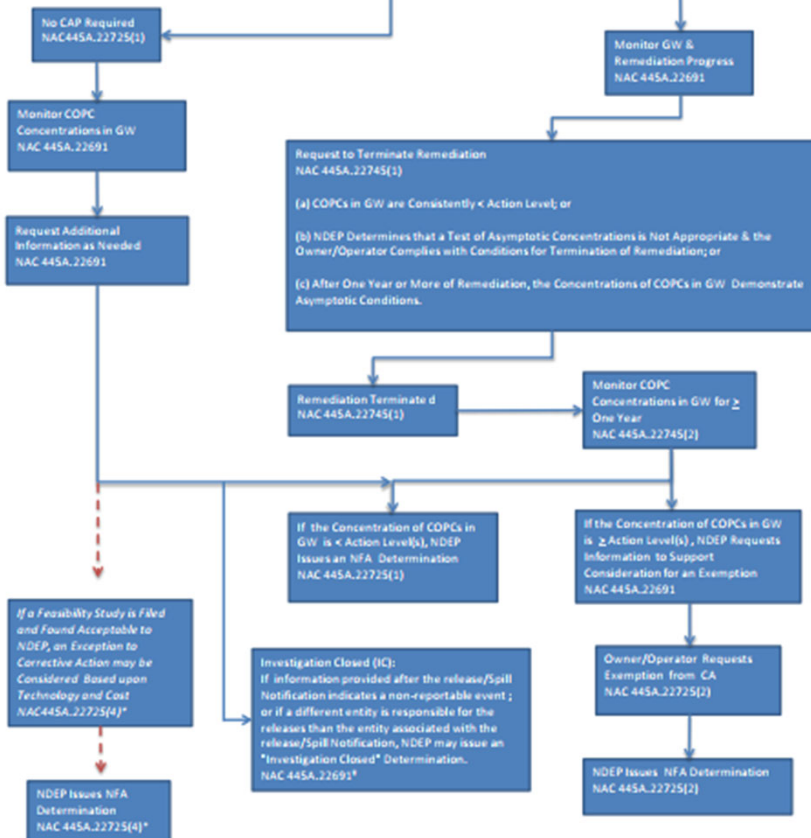 No CAP Required
NAC445A.22725(1)
Monitor GW &
Remediation Progress
NAC 445A.22691
Monitor COPC
Concentrations in GW
NAC 445A.22691
Request to Terminate Remediation
NAC 445A.22745(1)
(a) COPCs in GW are Consistently < Action Level; or
(b) NDEP Determines that a Test of Asymptotic Concentrations is Not Appropriate & the
Owner/Operator Complies with Conditions for Termination of Remediation; or
(c) After One Year or More of Remediation, the Concentrations of COPCs in GW Demonstrate
Asymptotic Conditions.
Request Additional
Information as Needed
NAC 445A.22691
Remediation Terminate d
NAC 445A.22745(1)
Monitor COPC
Concentrations in GW for ≥
One Year
NAC 445A.22745(2)
If the Concentration of COPCs in
GW is < Action Level(s), NDEP
Issues an NFA Determination
NAC 445A.22725(1)
If the Concentration of COPCs in GW
is ≥ Action Level(s) , NDEP Requests
Information to Support
Consideration for an Exemption
NAC 445A.22691
If a Feasibility Study is Filed
and Found Acceptable to
NDEP, an Exception to
Corrective Action may be
Considered Based upon
Technology and Cost
NAC445A.22725(4)*
Investigation Closed (IC):
If information provided after the release/Spill
Notification indicates a non-reportable event ;
or if a different entity is responsible for the
releases than the entity associated with the
release/Spill Notification, NDEP may issue an
"Investigation Closed" Determination.
NAC 445A.22691#
Owner/Operator Requests
Exemption from CA
NAC 445A.22725(2)
NDEP Issues NFA
Determination
NAC 445A.22725(4)*
NDEP Issues NFA Determination
NAC 445A.22725(2)